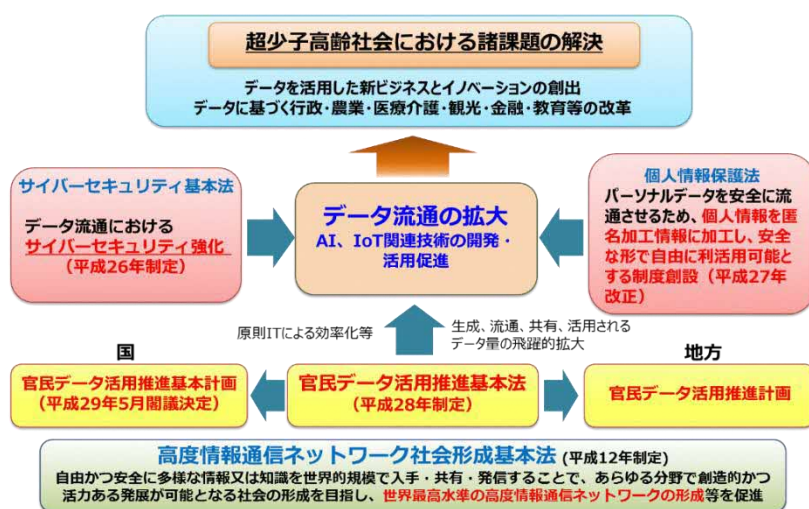 超少子高齢社会における諸課題の解決
データを活用した新ビジネスとイノベーションの創出
データに基づく行政・農業・医療介護・観光・金融・教育等の改革
サイバーセキュリティ基本法
データ流通における
サイバーセキュリティ強化
（平成26年制定）
データ流通の拡大
AI、IoT関連技術の開発・
活用促進
個人情報保護法
パーソナルデータを安全に流
通させるため、個人情報を匿
名加工情報に加工し、安全
な形で自由に利活用可能と
する制度創設（平成27年
改正）
原則ITによる効率化等
生成、流通、共有、活用される
データ量の飛躍的拡大
国
地方
官民データ活用推進基本計画
（平成29年5月閣議決定）
官民データ活用推進基本法
（平成28年制定）
官民データ活用推進計画
高度情報通信ネットワーク社会形成基本法 (平成12年制定)
自由かつ安全に多様な情報又は知識を世界的規模で入手・共有・発信することで、あらゆる分野で創造的かつ
活力ある発展が可能となる社会の形成を目指し、世界最高水準の高度情報通信ネットワークの形成等を促進